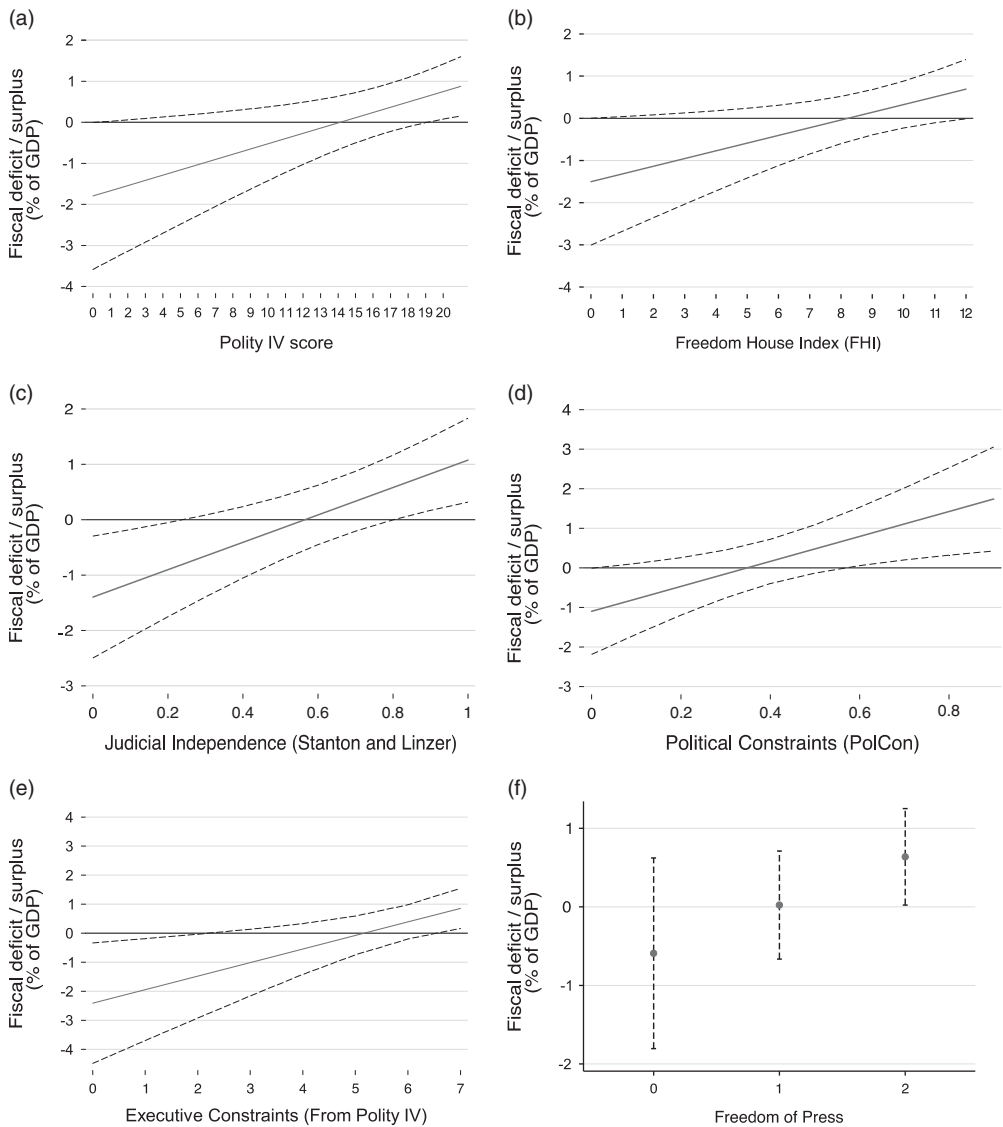 (a)
Fiscal deficit / surplus
(% of GDP)
2
1
0
-1
-2
-3
-4
0 1 2 3 4 5 6 7 8 9 10 11 12 13 14 15 16 17 18 19 20
Polity IV score
(b)
Fiscal deficit / surplus
(% of GDP)
2
1
0
-1
-2
-3
-4
0 1 2 3 4 5 6 7 8 9 10 11 12
Freedom House Index (FHI)
(c)
Fiscal deficit / surplus
(% of GDP)
2
1
0
-1
-2
-3
0 0.2 0.4 0.6 0.8 1
Judicial Independence (Stanton and Linzer)
(d)
Fiscal deficit / surplus
(% of GDP)
4
3
2
1
0
-1
-2
-3
0 0.2 0.4 0.6 0.8
Political Constraints (PolCon)
(e)
Fiscal deficit / surplus
(% of GDP)
4
3
2
1
0
-1
-2
-3
-4
0 1 2 3 4 5 6 7
Executive Constraints (From Polity IV)
(f)
Fiscal deficit / surplus
(% of GDP)
1
0
-1
-2
0 1 2
Freedom of Press